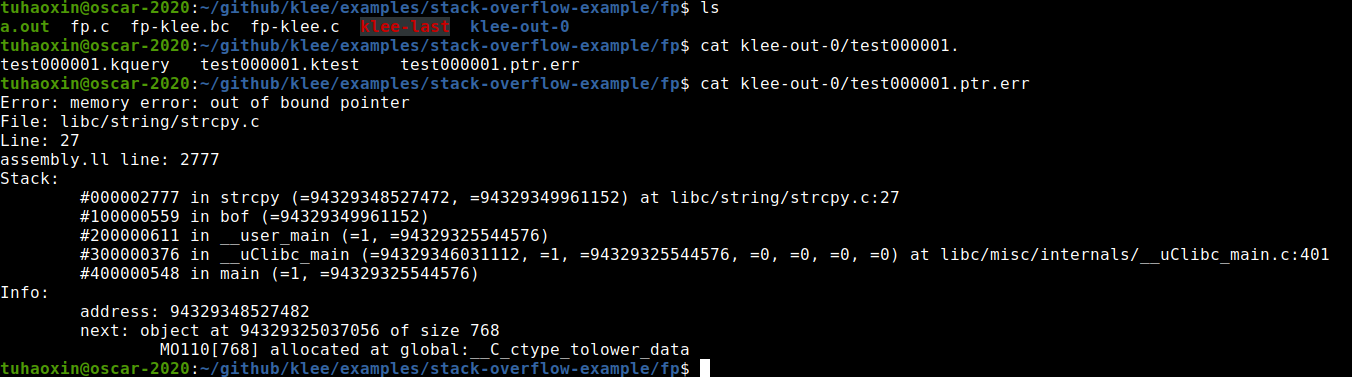 tuhaoxin@oscar-2020:~/github/klee/examples/stack-overflow-example/fp$ ls
a.out  fp.c  fp-klee.bc  fp-klee.c  klee-last  klee-out-0
tuhaoxin@oscar-2020:~/github/klee/examples/stack-overflow-example/fp$ cat klee-out-0/test000001.
test000001.kquery   test000001.ktest    test000001.ptr.err
tuhaoxin@oscar-2020:~/github/klee/examples/stack-overflow-example/fp$ cat klee-out-0/test000001.ptr.err
Error: memory error: out of bound pointer
File: libc/string/strcpy.c
Line: 27
assembly.ll line: 2777
Stack:
        #000002777 in strcpy (=94329348527472, =94329349961152) at libc/string/strcpy.c:27
        #100000559 in bof (=94329349961152)
        #200000611 in __user_main (=1, =94329325544576)
        #300000376 in __uClibc_main (=94329346031112, =1, =94329325544576, =0, =0, =0, =0) at libc/misc/internals/__uClibc_main.c:401
        #400000548 in main (=1, =94329325544576)
Info:
        address: 94329348527482
        next: object at 94329325037056 of size 768
                MO110[768] allocated at global:__C_ctype_tolower_data
tuhaoxin@oscar-2020:~/github/klee/examples/stack-overflow-example/fp$